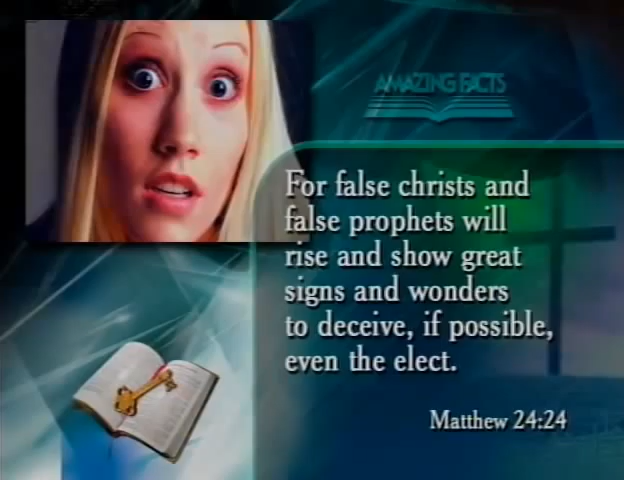 AMAZING FACTS
For false christs and
false prophets will
rise and show great
signs and wonders
to deceive, if possible,
even the elect.
Matthew 24:24